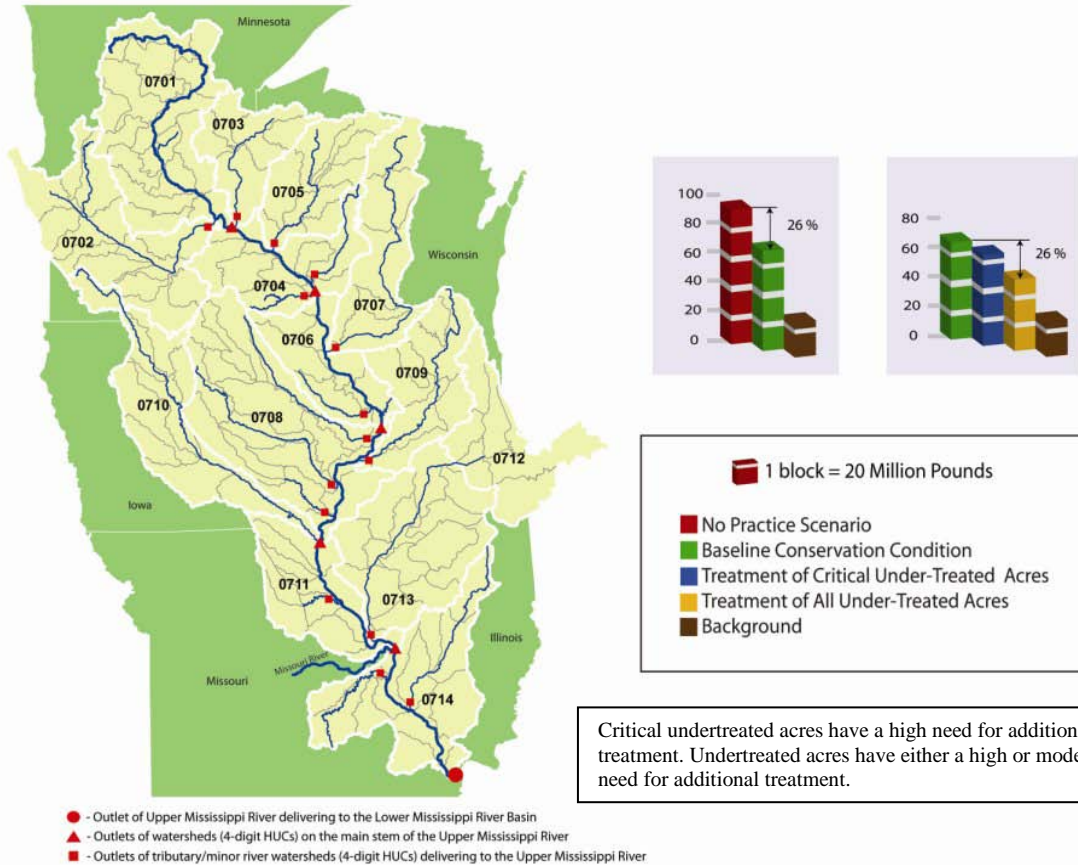 Minnesota
0701
0703
0705
0702
Wisconsin
0704
0707
0706
0709
0710
0708
0712
Iowa
0711
0713
Illinois
Missouri River
Missouri
0714
100
80
60
40
20
0
26 %
80
60
40
20
0
26 %
1 block = 20 Million Pounds
No Practice Scenario
Baseline Conservation Condition
Treatment of Critical Under-Treated Acres
Treatment of All Under-Treated Acres
Background
Critical undertreated acres have a high need for addition
treatment. Undertreated acres have either a high or mode
need for additional treatment.
- Outlet of Upper Mississippi River delivering to the Lower Mississippi River Basin
- Outlets of watersheds (4-digit HUCs) on the main stem of the Upper Mississippi River
- Outlets of tributary/minor river watersheds (4-digit HUCs) delivering to the Upper Mississippi River